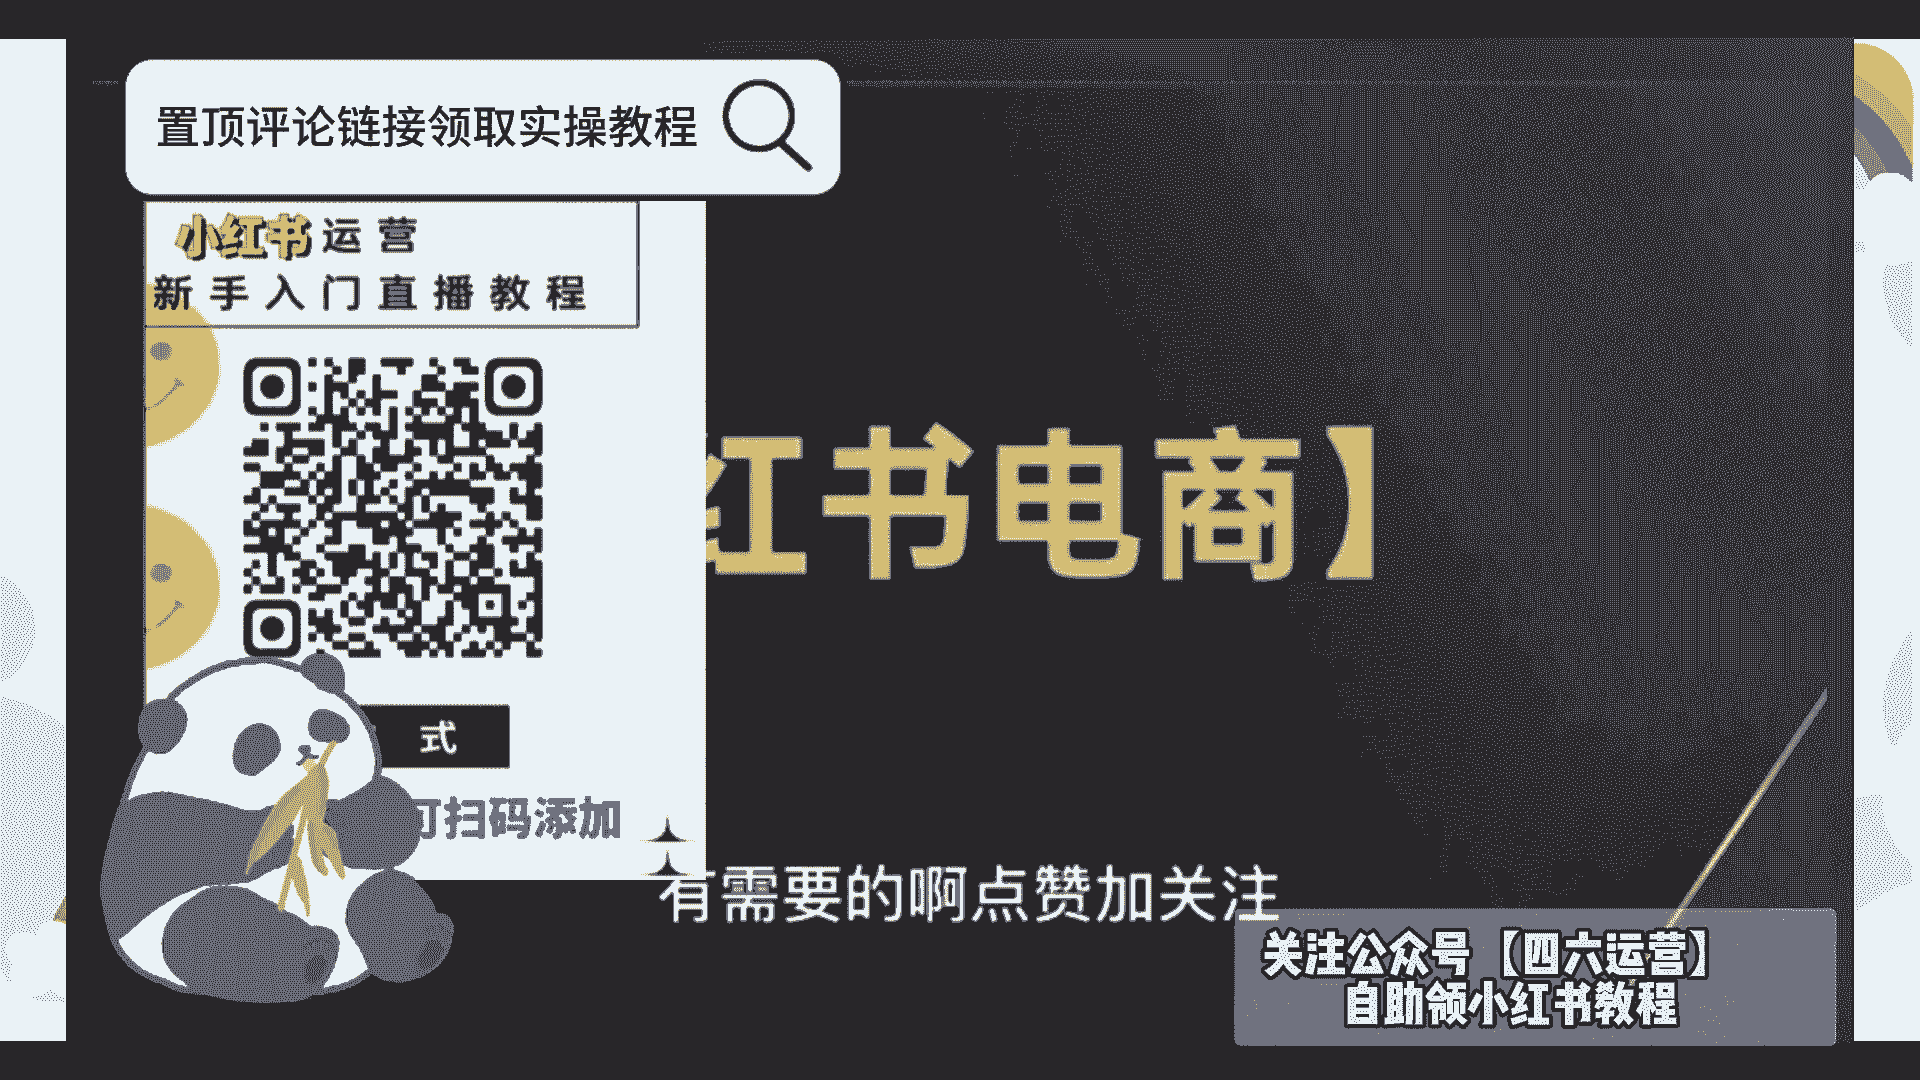 置顶评论链接领取实操教程
小红书运营
新手入门直播教程
红书电商】
式
可扫码添加
有需要的啊点赞加关注
关注公众号【四六运营】
自助领小红书教程